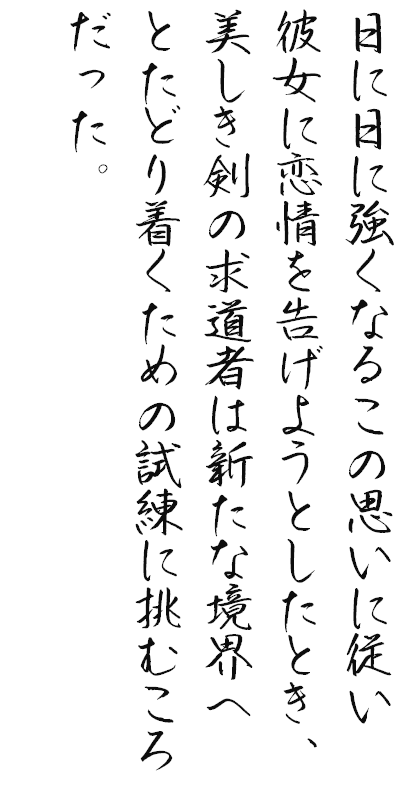 日に日に強くなるこの思いに従い
彼女に恋情を告げようとしたとき、
美しき剣の求道者は新たな境界へ
とたどり着くための試練に挑むころ
だった。